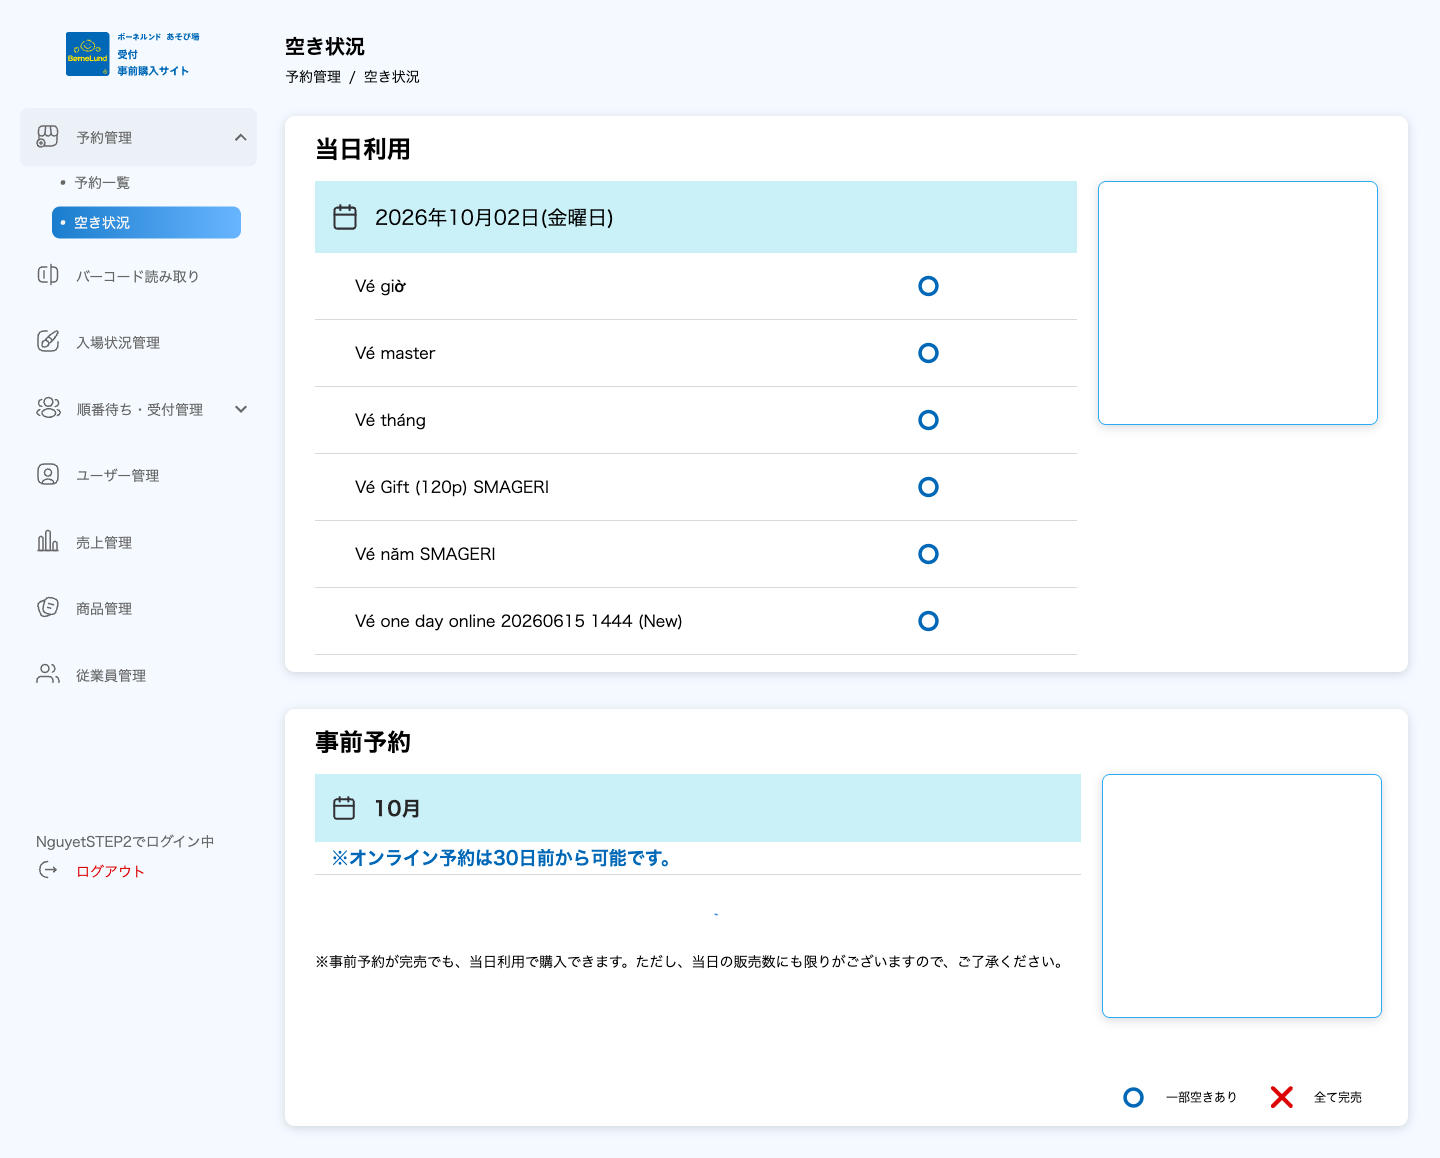 ボーネルンド あそび場
受付
事前購入サイト
BørneLund
空き状況
予約管理 / 空き状況
予約管理
• 予約一覧
• 空き状況
バーコード読み取り
入場状況管理
順番待ち・受付管理
ユーザー管理
売上管理
商品管理
従業員管理
NguyetSTEP2でログイン中
ログアウト
当日利用
2026年10月02日(金曜日)
Vé giờ
Vé master
Vé tháng
Vé Gift (120p) SMAGERI
Vé năm SMAGERI
Vé one day online 20260615 1444 (New)
事前予約
10月
※オンライン予約は30日前から可能です。
※事前予約が完売でも、当日利用で購入できます。ただし、当日の販売数にも限りがございますので、ご了承ください。
一部空きあり
全て完売